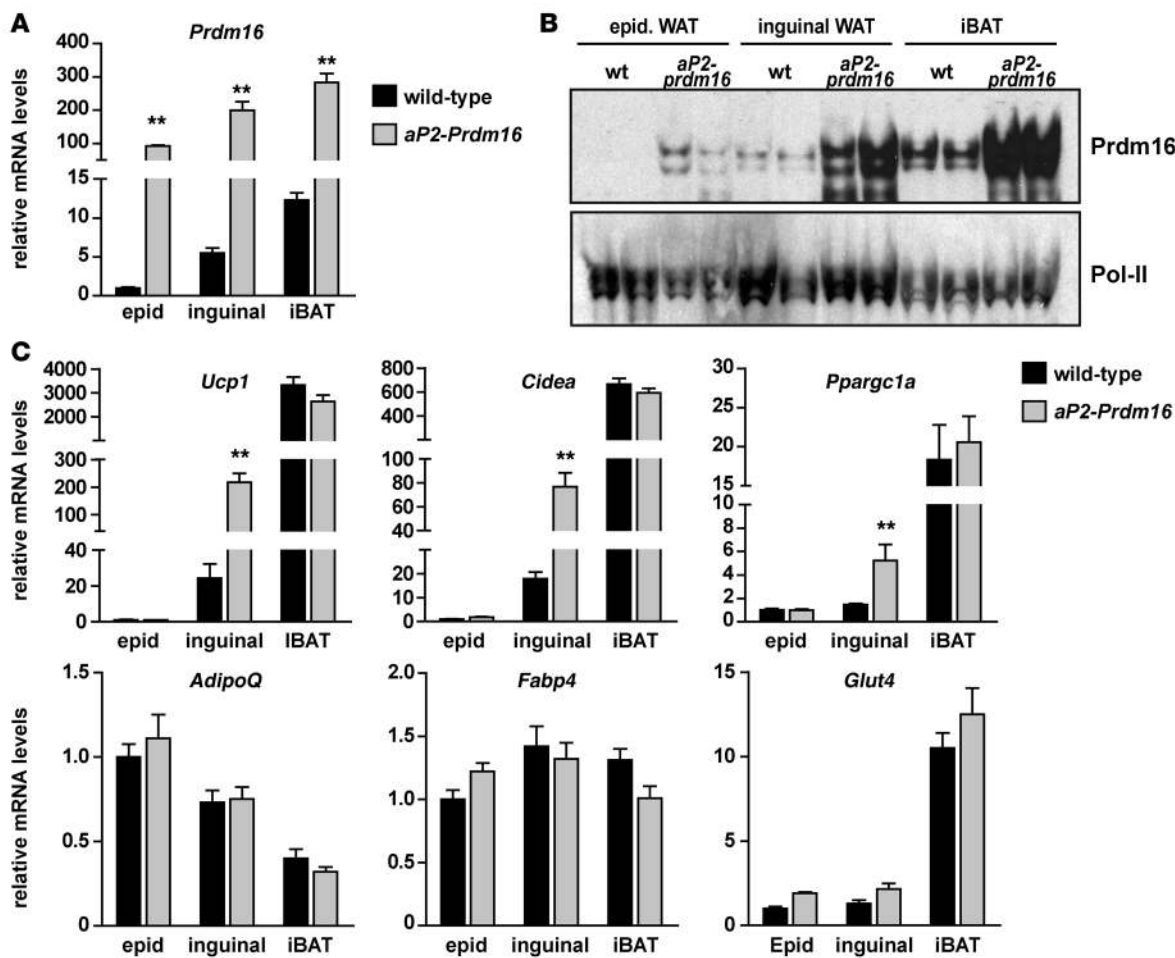 A
Prdm16
relative mRNA levels
400
300
200
100
15
10
5
0
** ** **
epid inguinal iBAT
wild-type
aP2-Prdm16
B
epid. WAT inguinal WAT iBAT
wt aP2-prdm16 wt aP2-prdm16 wt aP2-prdm16
Prdm16
Pol-II
C
relative mRNA levels
Ucp1
4000
3000
2000
300
200
100
40
20
0
**
epid inguinal IBAT
Cidea
800
600
100
80
60
40
20
10
0
**
epid inguinal iBAT
Ppargc1a
30
25
20
15
8
6
4
2
0
**
epid inguinal iBAT
wild-type
aP2-Prdm16
relative mRNA levels
AdipoQ
1.5
1.0
0.5
0
epid inguinal iBAT
Fabp4
2.0
1.5
1.0
1.5
0
epid inguinal iBAT
Glut4
15
10
5
0
Epid inguinal iBAT